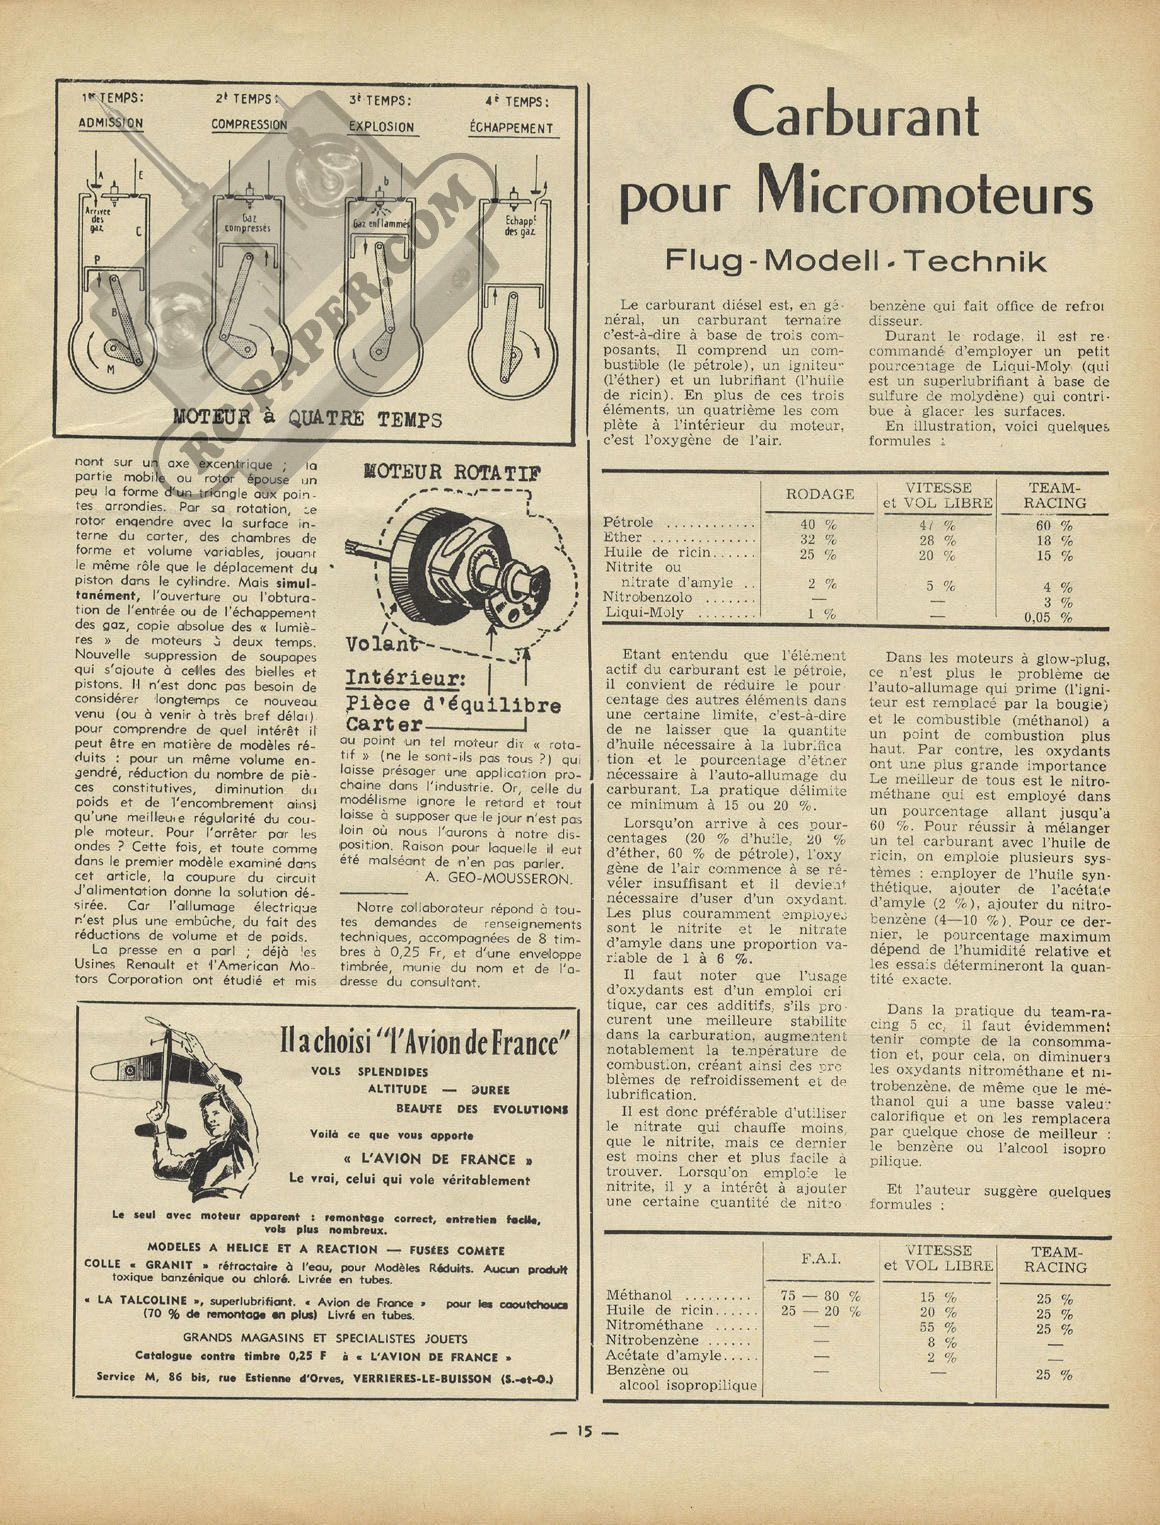 1er TEMPS:
ADMISSION
2è TEMPS:
COMPRESSION
3è TEMPS:
EXPLOSION
4è TEMPS:
ÉCHAPPEMENT
A
E
Arrivée
des
gaz
C
P
B
M
Gaz
compressés
b
Gaz enflammés
Echappt
des gaz
MOTEUR à QUATRE TEMPS
RC-PAPER.COM
nant sur un axe excentrique ; la
partie mobile ou rotor épouse un
peu la forme d'un triangle aux poin-
tes arrondies. Par sa rotation, ce
rotor engendre avec la surface in-
terne du carter, des chambres de
forme et volume variables, jouant
le même rôle que le déplacement du
piston dans le cylindre. Mais simul-
tanément, l'ouverture ou l'obtura-
tion de l'entrée ou de l'échappement
des gaz, copie absolue des « lumiè-
res » de moteurs à deux temps.
Nouvelle suppression de soupapes
qui s'ajoute à celles des bielles et
pistons. Il n'est donc pas besoin de
considérer longtemps ce nouveau
venu (ou à venir à très bref délai)
pour comprendre de quel intérêt il
peut être en matière de modèles ré-
duits : pour un même volume en-
gendré, réduction du nombre de piè-
ces constitutives, diminution du
poids et de l'encombrement ainsi
qu'une meilleure régularité du cou-
ple moteur. Pour l'arrêter par les
ondes ? Cette fois, et toute comme
dans le premier modèle examiné dans
cet article, la coupure du circuit
d'alimentation donne la solution dé-
sirée. Car l'allumage électrique
n'est plus une embûche, du fait des
réductions de volume et de poids.
La presse en a parl ; déjà les
Usines Renault et l'American Mo-
tors Corporation ont étudié et mis
MOTEUR ROTATIF
Volant
Intérieur:
Pièce d'équilibre
Carter
au point un tel moteur dit « rota-
tif » (ne le sont-ils pas tous ?) qui
laisse présager une application pro-
chaine dans l'industrie. Or, celle du
modélisme ignore le retard et tout
laisse à supposer que le jour n'est pas
loin où nous l'aurons à notre dis-
position. Raison pour laquelle il eut
été malséant de n'en pas parler.
A. GEO-MOUSSERON.
Notre collaborateur répond à tou-
tes demandes de renseignements
techniques, accompagnées de 8 tim-
bres à 0,25 Fr, et d'une enveloppe
timbrée, munie du nom et de l'a-
dresse du consultant.
Il a choisi "l'Avion de France"
VOLS SPLENDIDES
ALTITUDE — DUREE
BEAUTE DES EVOLUTIONS
Voilà ce que vous apporte
« L'AVION DE FRANCE »
Le vrai, celui qui vole véritablement
Le seul avec moteur apparent : remontage correct, entretien facile,
vols plus nombreux.
MODELES A HELICE ET A REACTION — FUSÉES COMÈTE
COLLE « GRANIT » réfractaire à l'eau, pour Modèles Réduits. Aucun produit
toxique banzénique ou chloré. Livrée en tubes.
« LA TALCOLINE », superlubrifiant, « Avion de France » pour les caoutchoucs
(70 % de remontage en plus) Livré en tubes.
GRANDS MAGASINS ET SPECIALISTES JOUETS
Catalogue contre timbre 0,25 F à « L'AVION DE FRANCE »
Service M, 86 bis, rue Estienne d'Orves, VERRIERES-LE-BUISSON (S.-et-O.)
Carburant
pour Micromoteurs
Flug-Modell-Technik
Le carburant diésel est, en gé-
néral, un carburant ternaire
c'est-à-dire à base de trois com-
posants. Il comprend un com-
bustible (le pétrole), un igniteur
(l'éther) et un lubrifiant (l'huile
de ricin). En plus de ces trois
éléments, un quatrième les com
plète à l'intérieur du moteur,
c'est l'oxygène de l'air.
benzène qui fait office de refroi
disseur.
Durant le rodage, il est re-
commandé d'employer un petit
pourcentage de Liqui-Moly (qui
est un superlubrifiant à base de
sulfure de molydène) qui contri-
bue à glacer les surfaces.
En illustration, voici quelques
formules :
RODAGE
VITESSE
et VOL LIBRE
TEAM-
RACING
Pétrole ............ 40 % 47 % 60 %
Ether .............. 32 % 28 % 18 %
Huile de ricin...... 25 % 20 % 15 %
Nitrite ou
nitrate d'amyle .. 2 % 5 % 4 %
Nitrobenzolo ....... — — 3 %
Liqui-Moly ........ 1 % — 0,05 %
Etant entendu que l'élément
actif du carburant est le pétrole,
il convient de réduire le pour
centage des autres éléments dans
une certaine limite, c'est-à-dire
de ne laisser que la quantité
d'huile nécessaire à la lubrifica
tion et le pourcentage d'éther
nécessaire à l'auto-allumage du
carburant. La pratique délimite
ce minimum à 15 ou 20 %.
Lorsqu'on arrive à ces pour-
centages (20 % d'huile, 20 %
d'éther, 60 % de pétrole), l'oxy
gène de l'air commence à se ré-
véler insuffisant et il devient
nécessaire d'user d'un oxydant.
Les plus couramment employés
sont le nitrite et le nitrate
d'amyle dans une proportion va-
riable de 1 à 6 %.
Il faut noter que l'usage
d'oxydants est d'un emploi cri
tique, car ces additifs, s'ils pro-
curent une meilleure stabilité
dans la carburation, augmentent
notablement la température de
combustion, créant ainsi des pro
blèmes de refroidissement et de
lubrification.
Il est donc préférable d'utiliser
le nitrate qui chauffe moins,
que le nitrite, mais ce dernier
est moins cher et plus facile à
trouver. Lorsqu'on emploie le
nitrite, il y a intérêt à ajouter
une certaine quantité de nitro
Dans les moteurs à glow-plug,
ce n'est plus le problème de
l'auto-allumage qui prime (l'igni-
teur est remplacé par la bougie)
et le combustible (méthanol) a
un point de combustion plus
haut. Par contre, les oxydants
ont une plus grande importance
Le meilleur de tous est le nitro-
méthane qui est employé dans
un pourcentage allant jusqu'à
60 %. Pour réussir à mélanger
un tel carburant avec l'huile de
ricin, on emploie plusieurs sys-
tèmes : employer de l'huile syn-
thétique, ajouter de l'acétate
d'amyle (2 %), ajouter du nitro-
benzène (4—10 %). Pour ce der-
nier, le pourcentage maximum
dépend de l'humidité relative et
les essais détermineront la quan-
tité exacte.
Dans la pratique du team-ra-
cing 5 cc, il faut évidemment
tenir compte de la consomma-
tion et, pour cela, on diminuera
les oxydants nitrométhane et ni-
trobenzène, de même que le mé-
thanol qui a une basse valeur
calorifique et on les remplacera
par quelque chose de meilleur :
le benzène ou l'alcool isopro
pilique.
Et l'auteur suggère quelques
formules :
F.A.I.
VITESSE
et VOL LIBRE
TEAM-
RACING
Méthanol ......... 75 — 80 % 15 % 25 %
Huile de ricin...... 25 — 20 % 20 % 25 %
Nitrométhane ...... — 55 % 25 %
Nitrobenzène ...... — 8 % —
Acétate d'amyle..... — 2 % —
Benzène ou
alcool isopropilique — — 25 %
— 15 —